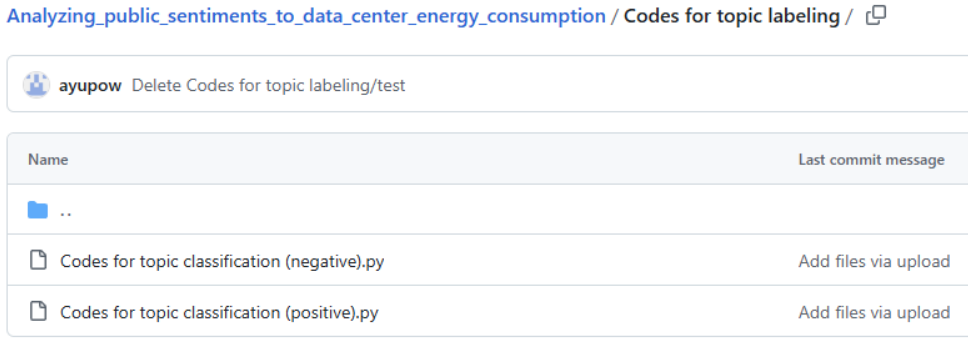 Analyzing_public_sentiments_to_data_center_energy_consumption / Codes for topic labeling /
ayupow Delete Codes for topic labeling/test
Name Last commit message
..
Codes for topic classification (negative).py Add files via upload
Codes for topic classification (positive).py Add files via upload